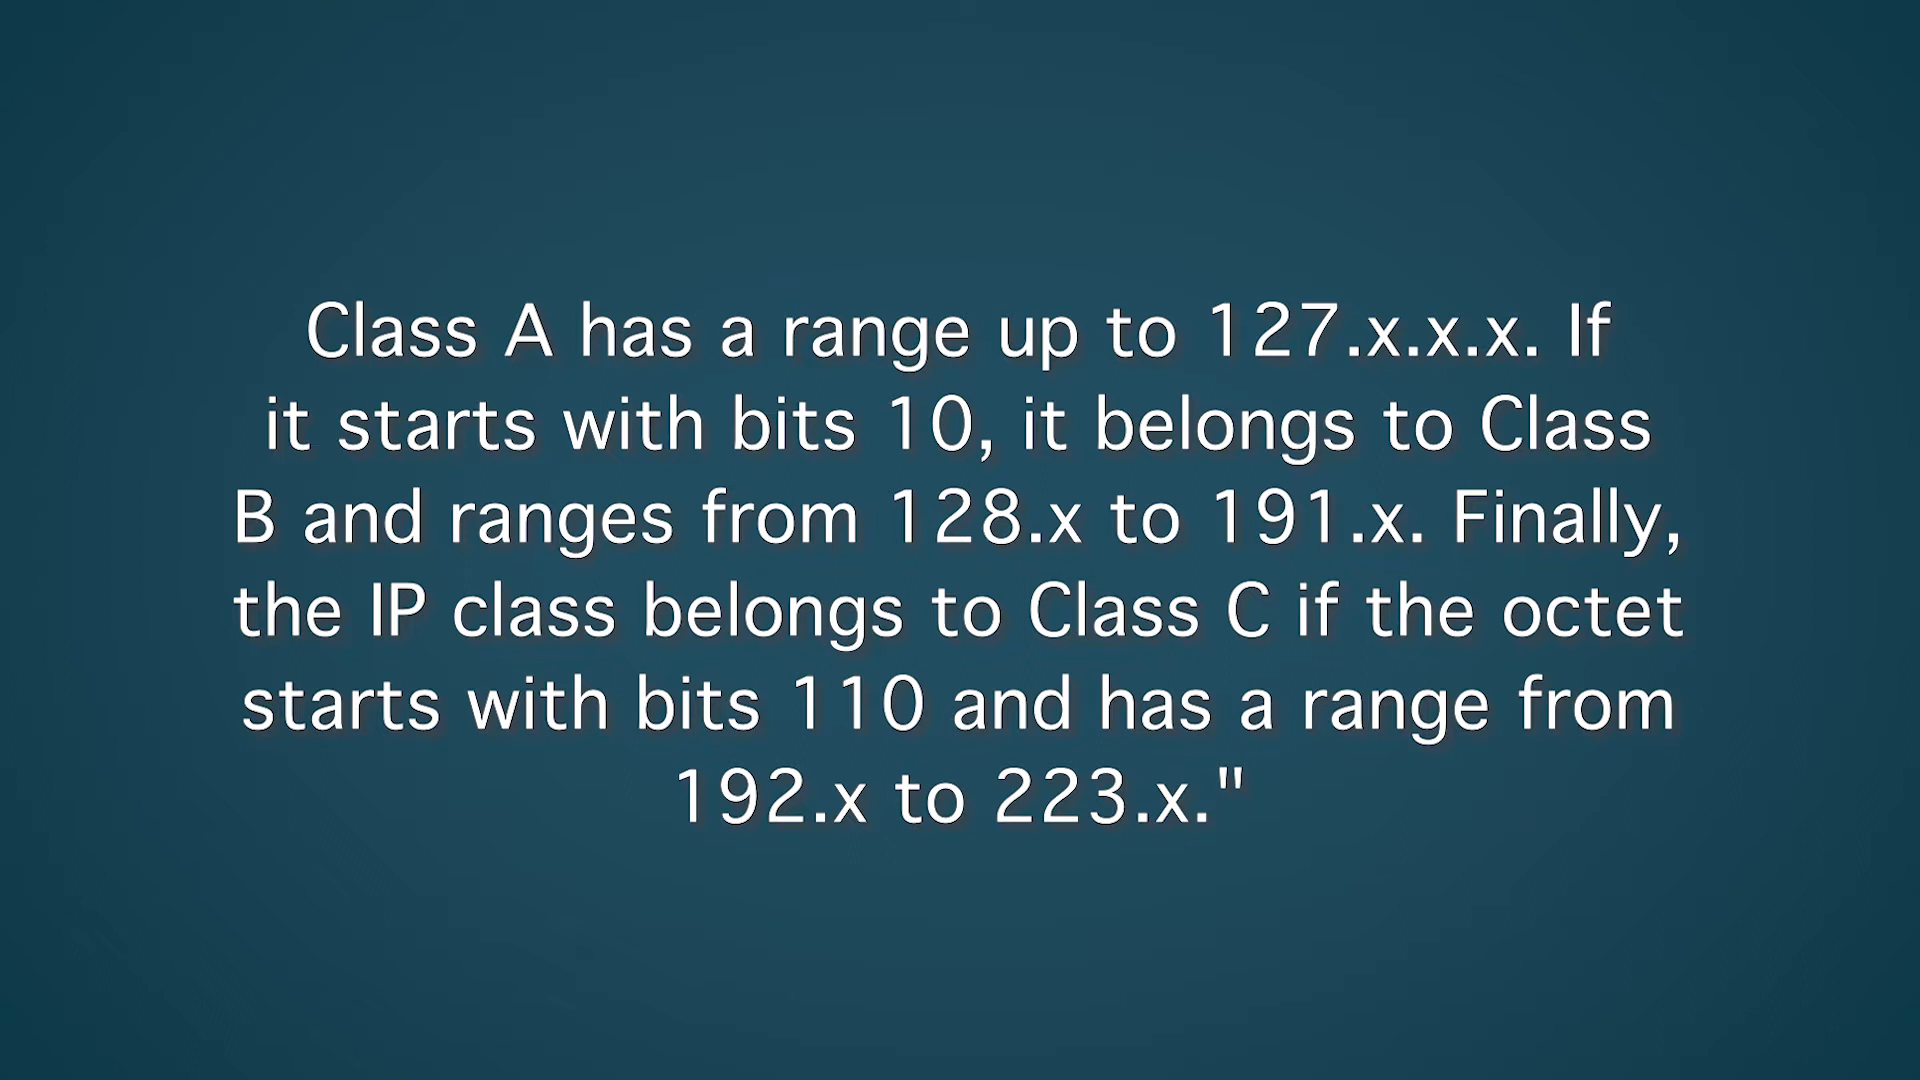 Class A has a range up to 127.x.x.x. If
it starts with bits 10, it belongs to Class
B and ranges from 128.x to 191.x. Finally,
the IP class belongs to Class C if the octet
starts with bits 110 and has a range from
192.x to 223.x."